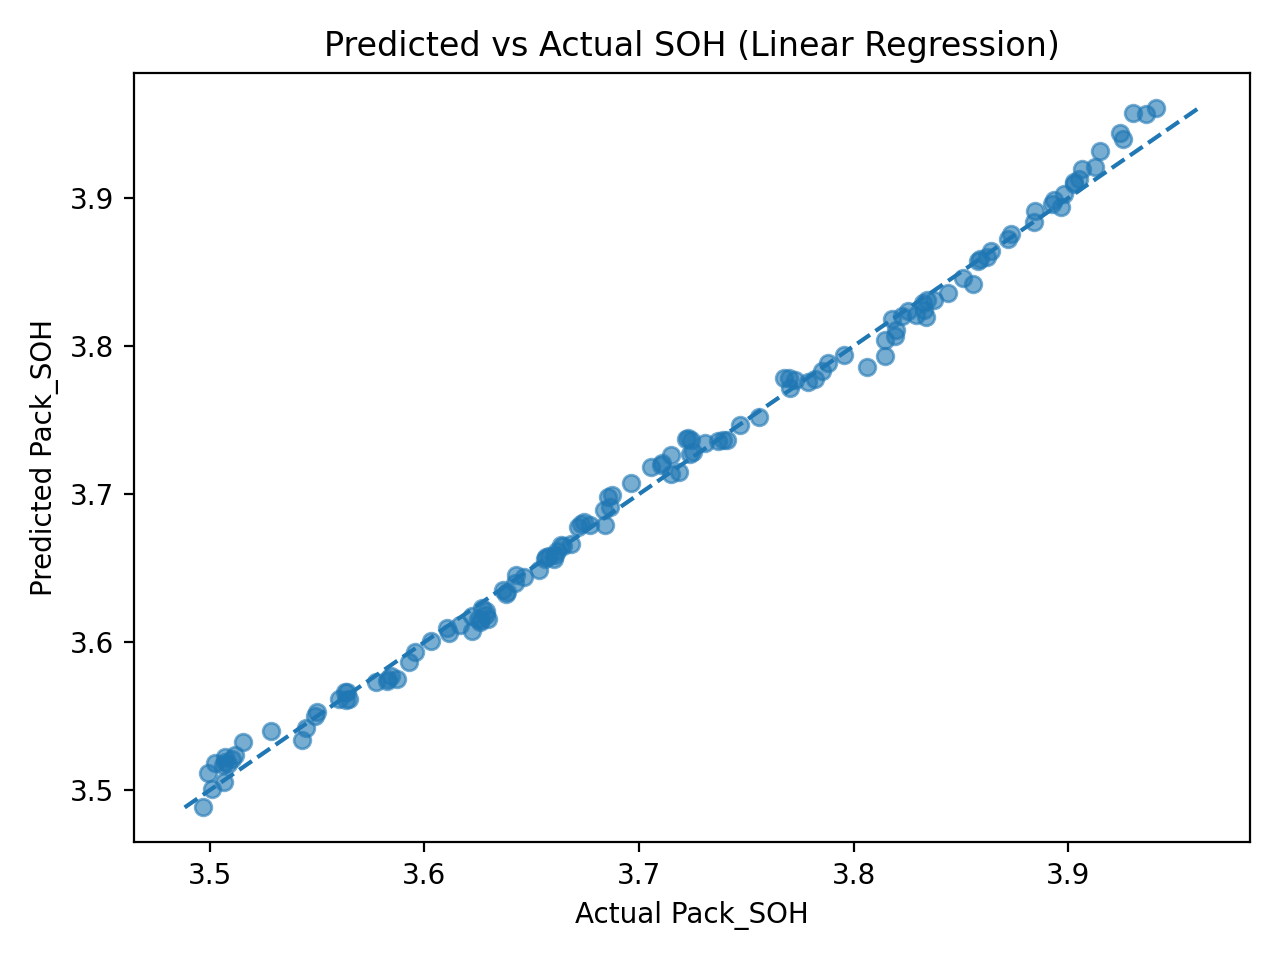 Predicted vs Actual SOH (Linear Regression)
Predicted Pack_SOH
3.9
3.8
3.7
3.6
3.5
3.5 3.6 3.7 3.8 3.9
Actual Pack_SOH